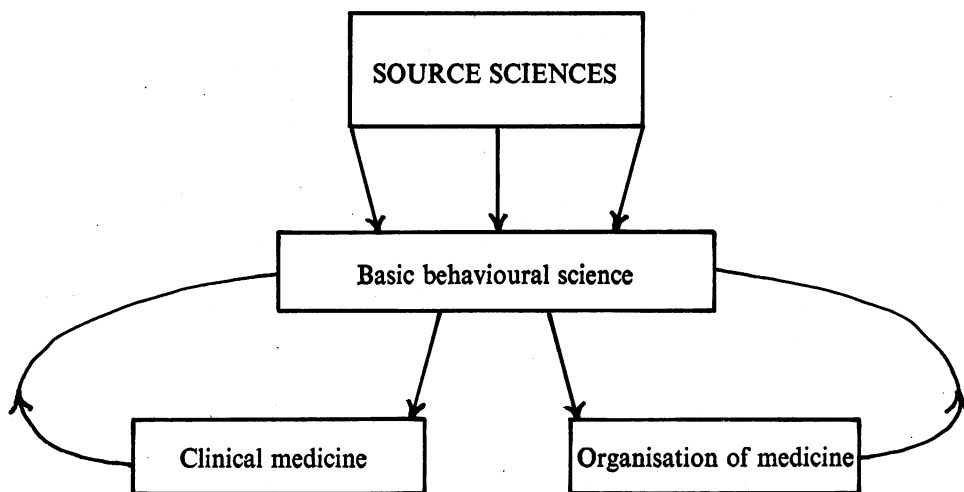 SOURCE SCIENCES
Basic behavioural science
Clinical medicine
Organisation of medicine